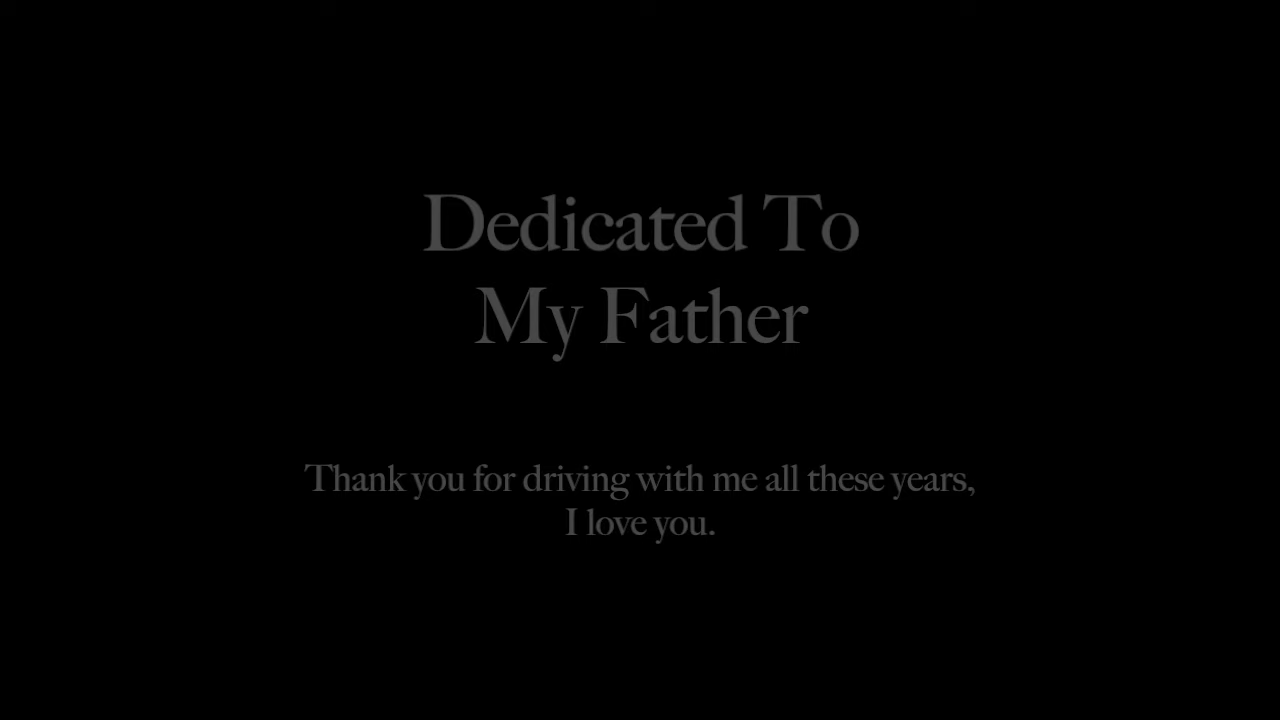 Dedicated To
My Father
Thank you for driving with me all these years,
I love you.